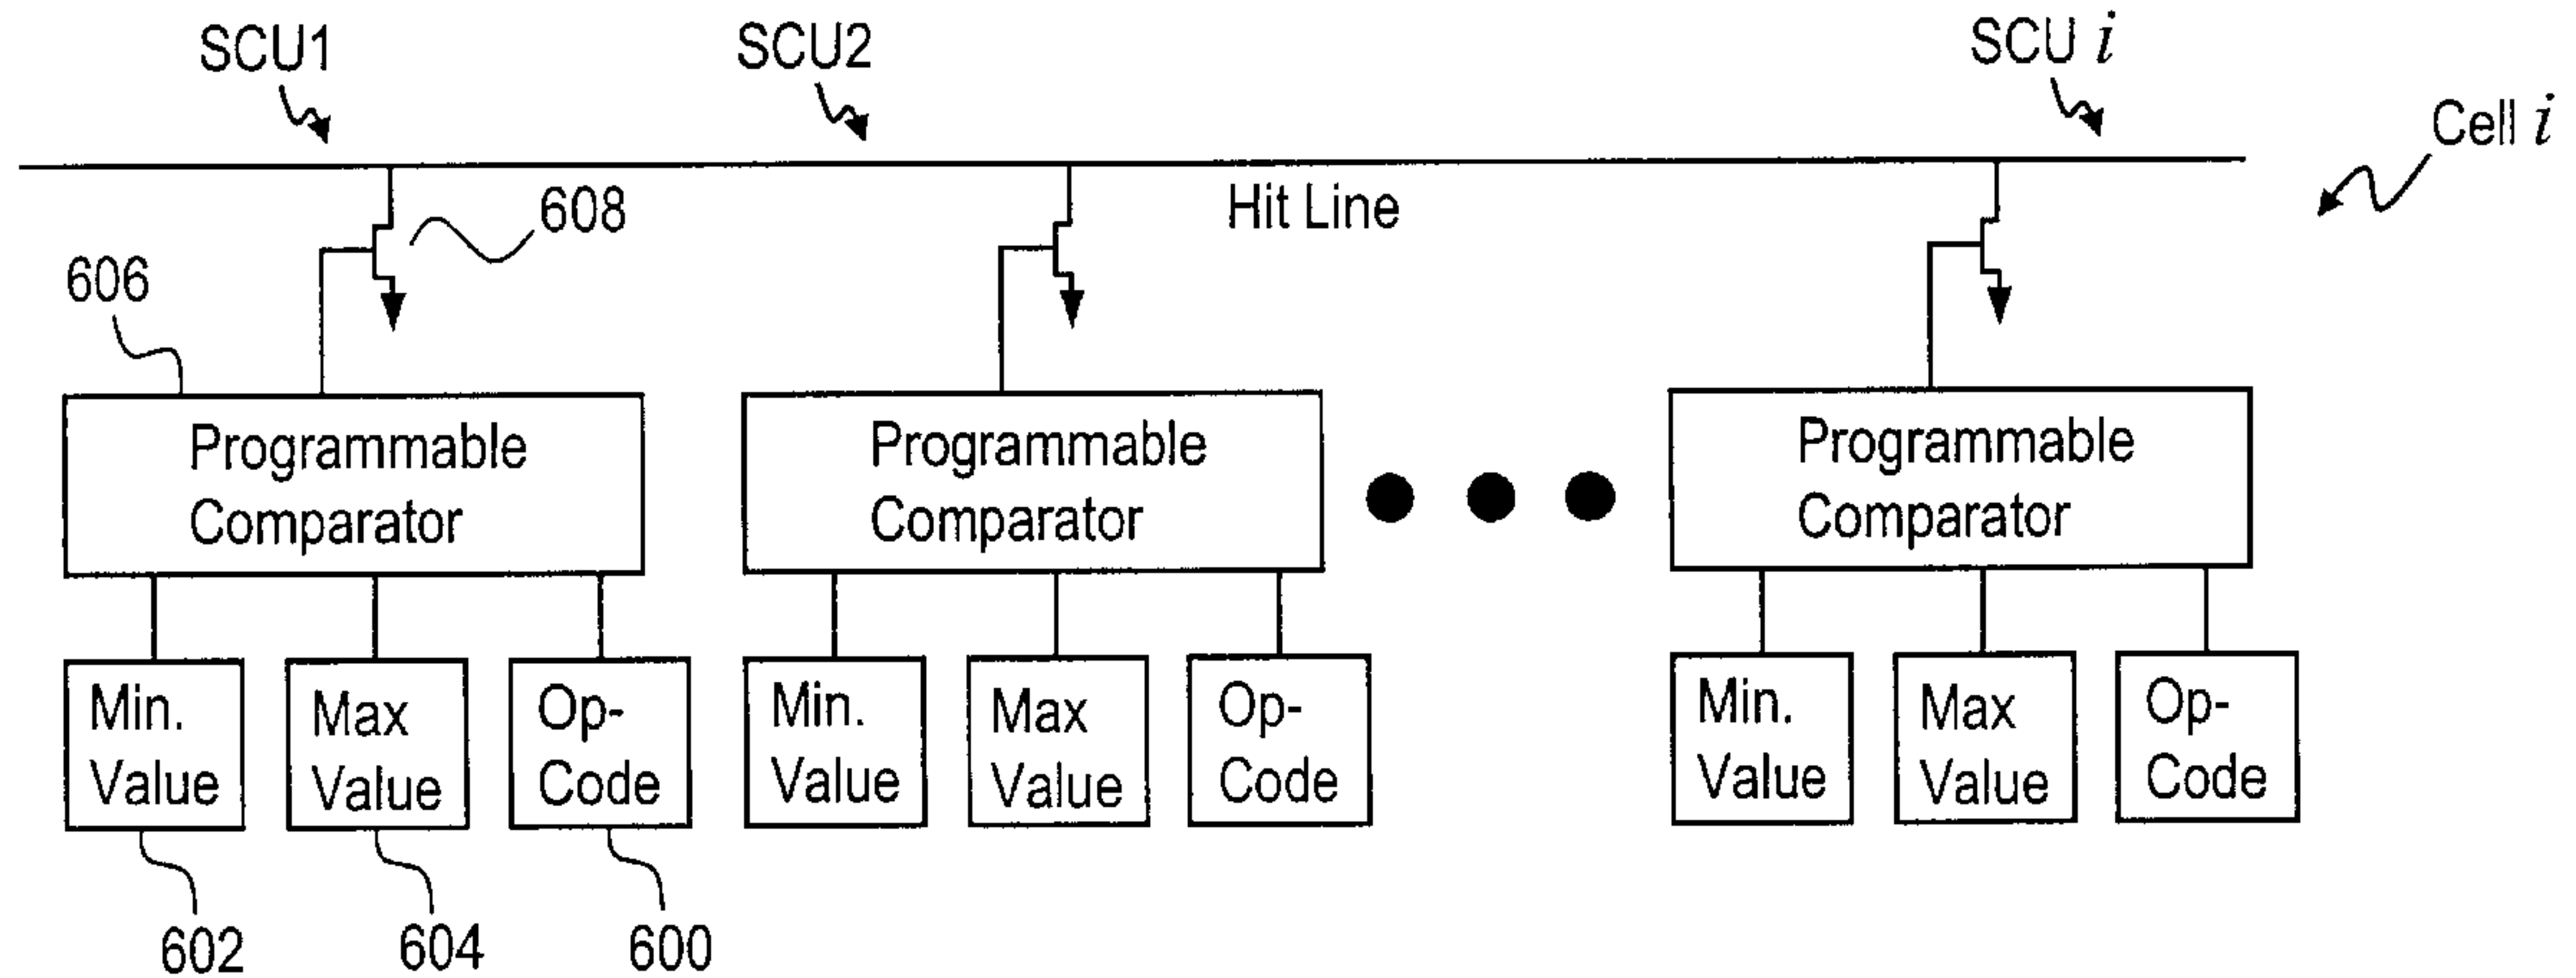 SCU1
SCU2
SCU i
Cell i
608
Hit Line
606
Programmable
Comparator
Programmable
Comparator
Programmable
Comparator
Min.
Value
Max
Value
Op-
Code
Min.
Value
Max
Value
Op-
Code
Min.
Value
Max
Value
Op-
Code
602
604
600